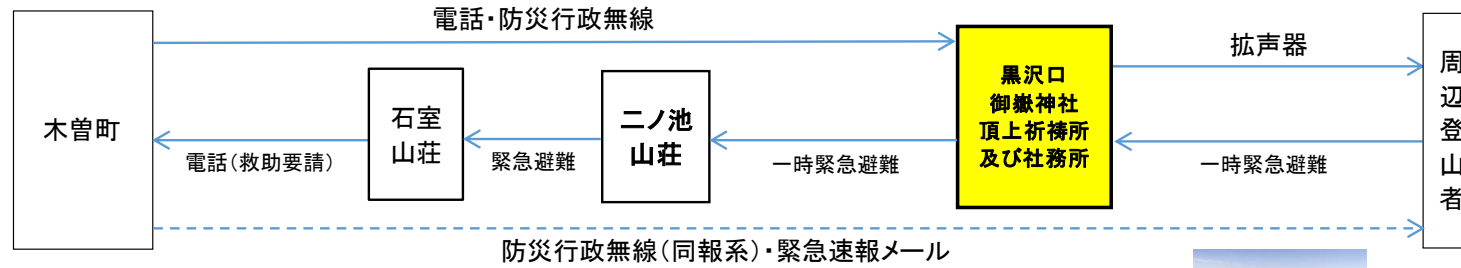 電話・防災行政無線
木曽町
石室
山荘
二ノ池
山荘
黒沢口
御嶽神社
頂上祈祷所
及び社務所
拡声器
周
辺
登
山
者
電話(救助要請)
緊急避難
一時緊急避難
一時緊急避難
防災行政無線(同報系)・緊急速報メール